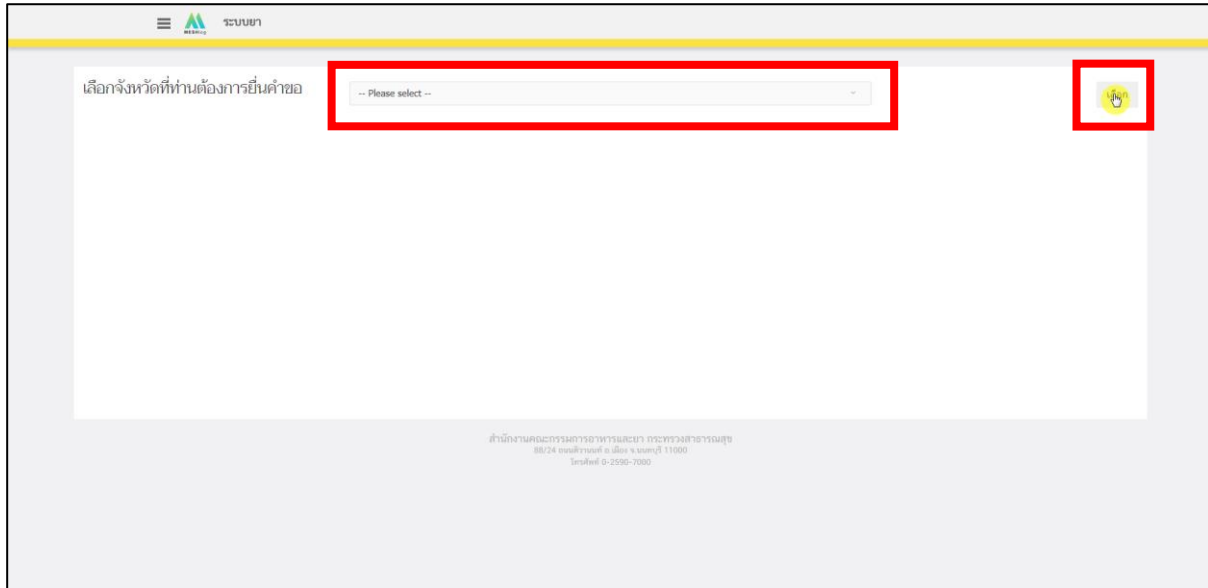 ระบบยา
เลือกจังหวัดที่ท่านต้องการยื่นคำขอ
-- Please select --
เลือก
สำนักงานคณะกรรมการอาหารและยา กระทรวงสาธารณสุข
88/24 ถนนติวานนท์ อ.เมือง จ.นนทบุรี 11000
โทรศัพท์ 0-2590-7000